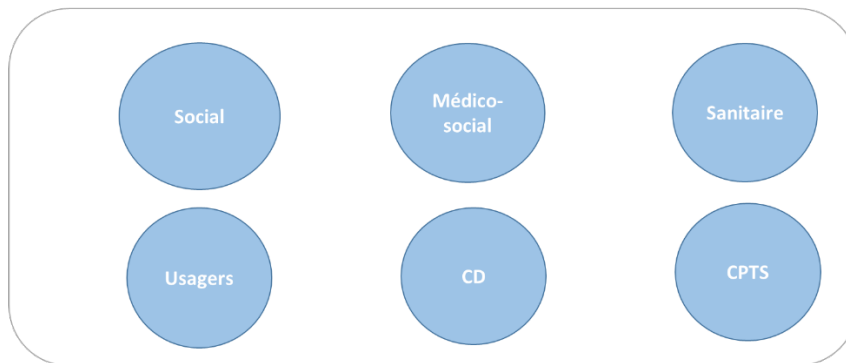 Social
Médico-
social
Sanitaire
Usagers
CD
CPTS